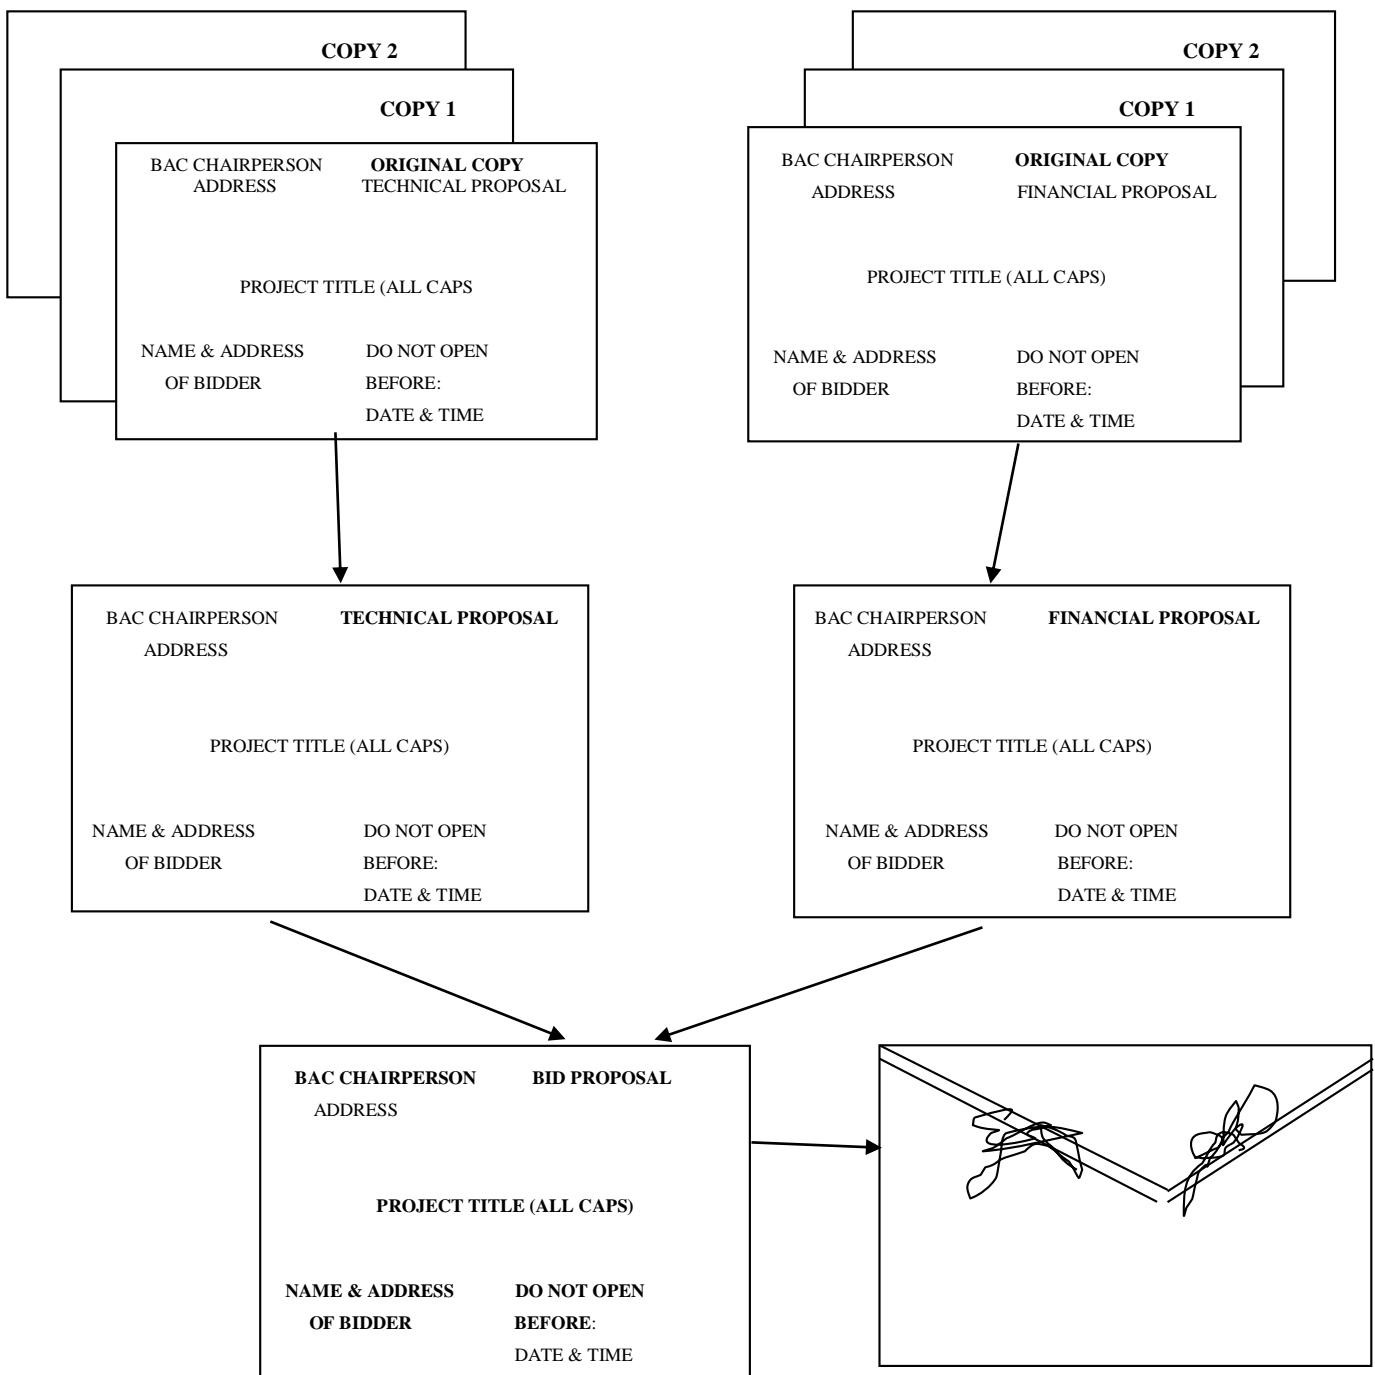 COPY 2
COPY 1
BAC CHAIRPERSON ORIGINAL COPY
ADDRESS TECHNICAL PROPOSAL
PROJECT TITLE (ALL CAPS
NAME & ADDRESS DO NOT OPEN
OF BIDDER BEFORE:
DATE & TIME
COPY 2
COPY 1
BAC CHAIRPERSON ORIGINAL COPY
ADDRESS FINANCIAL PROPOSAL
PROJECT TITLE (ALL CAPS)
NAME & ADDRESS DO NOT OPEN
OF BIDDER BEFORE:
DATE & TIME
BAC CHAIRPERSON TECHNICAL PROPOSAL
ADDRESS
PROJECT TITLE (ALL CAPS)
NAME & ADDRESS DO NOT OPEN
OF BIDDER BEFORE:
DATE & TIME
BAC CHAIRPERSON FINANCIAL PROPOSAL
ADDRESS
PROJECT TITLE (ALL CAPS)
NAME & ADDRESS DO NOT OPEN
OF BIDDER BEFORE:
DATE & TIME
BAC CHAIRPERSON BID PROPOSAL
ADDRESS
PROJECT TITLE (ALL CAPS)
NAME & ADDRESS DO NOT OPEN
OF BIDDER BEFORE:
DATE & TIME